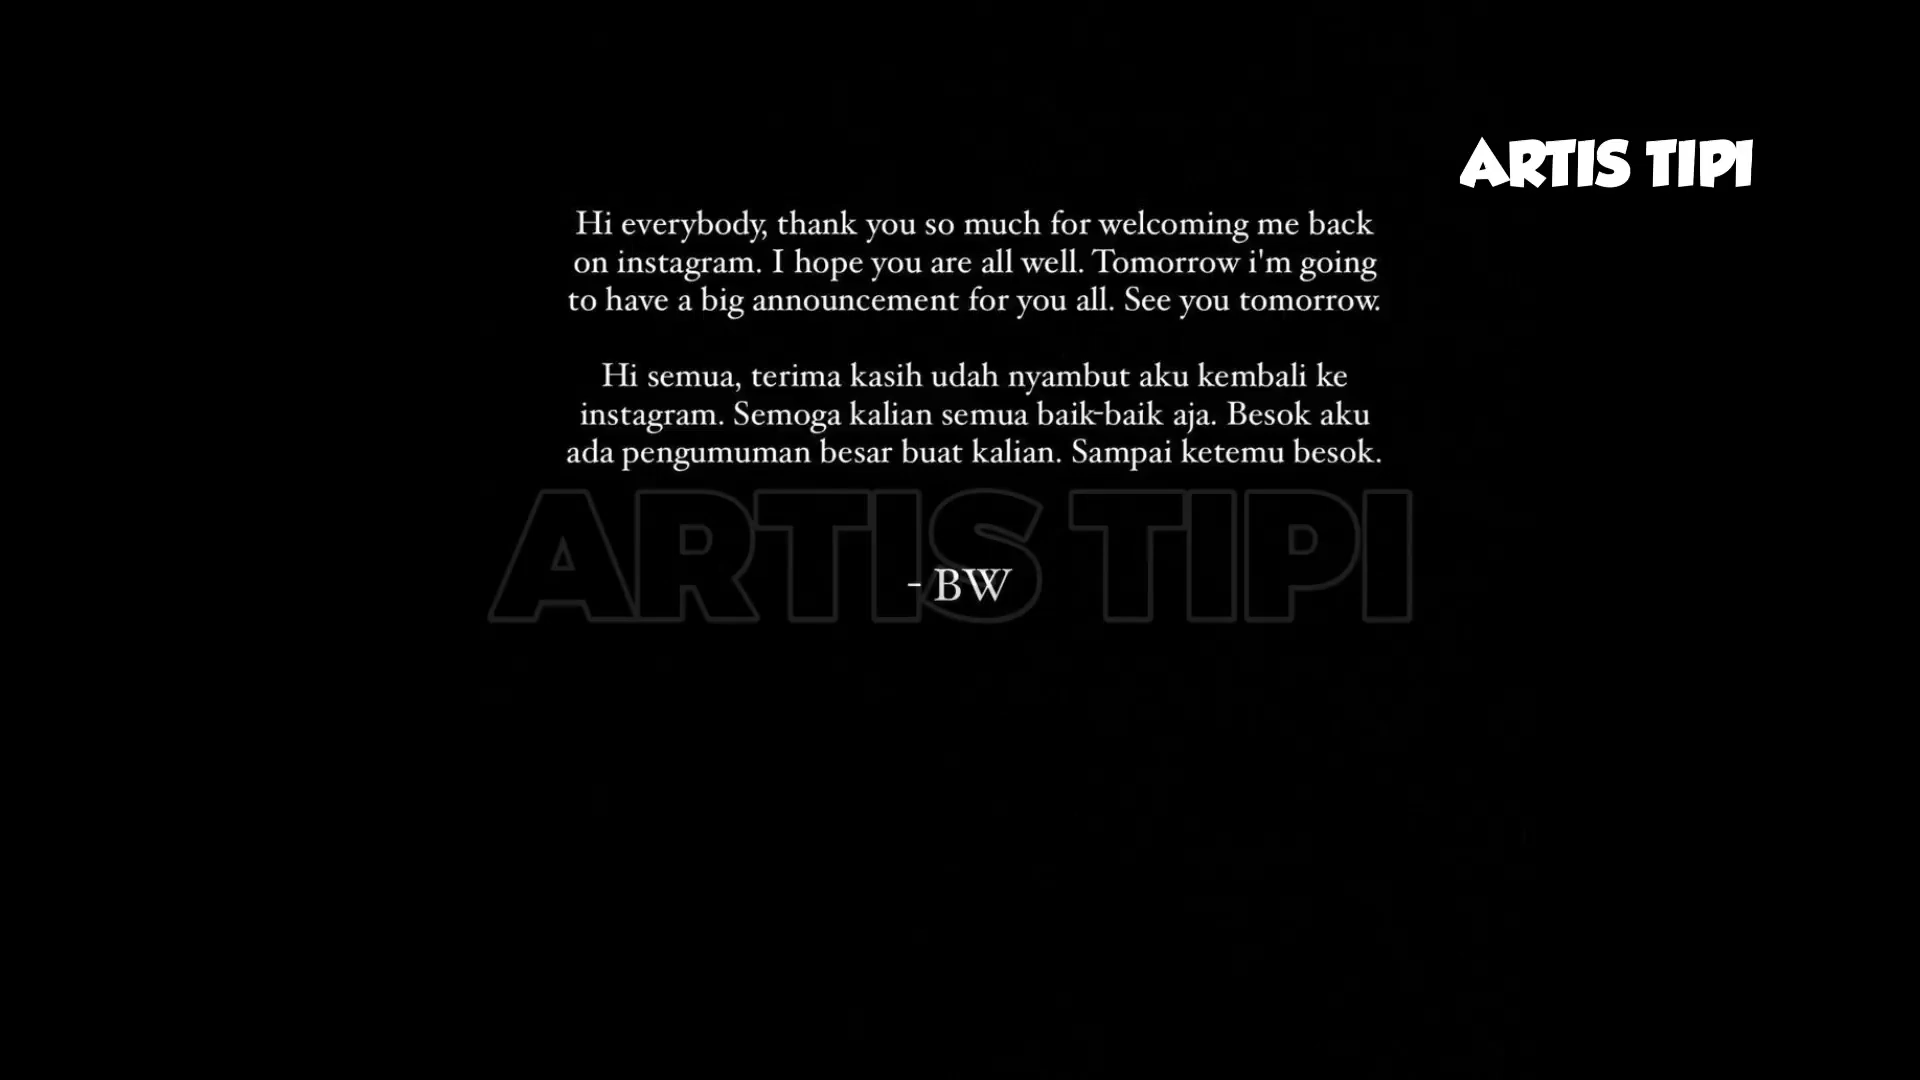 ARTIS TIPI
Hi everybody, thank you so much for welcoming me back
on instagram. I hope you are all well. Tomorrow i'm going
to have a big announcement for you all. See you tomorrow.
Hi semua, terima kasih udah nyambut aku kembali ke
instagram. Semoga kalian semua baik-baik aja. Besok aku
ada pengumuman besar buat kalian. Sampai ketemu besok.
ARTIS TIPI
- BW